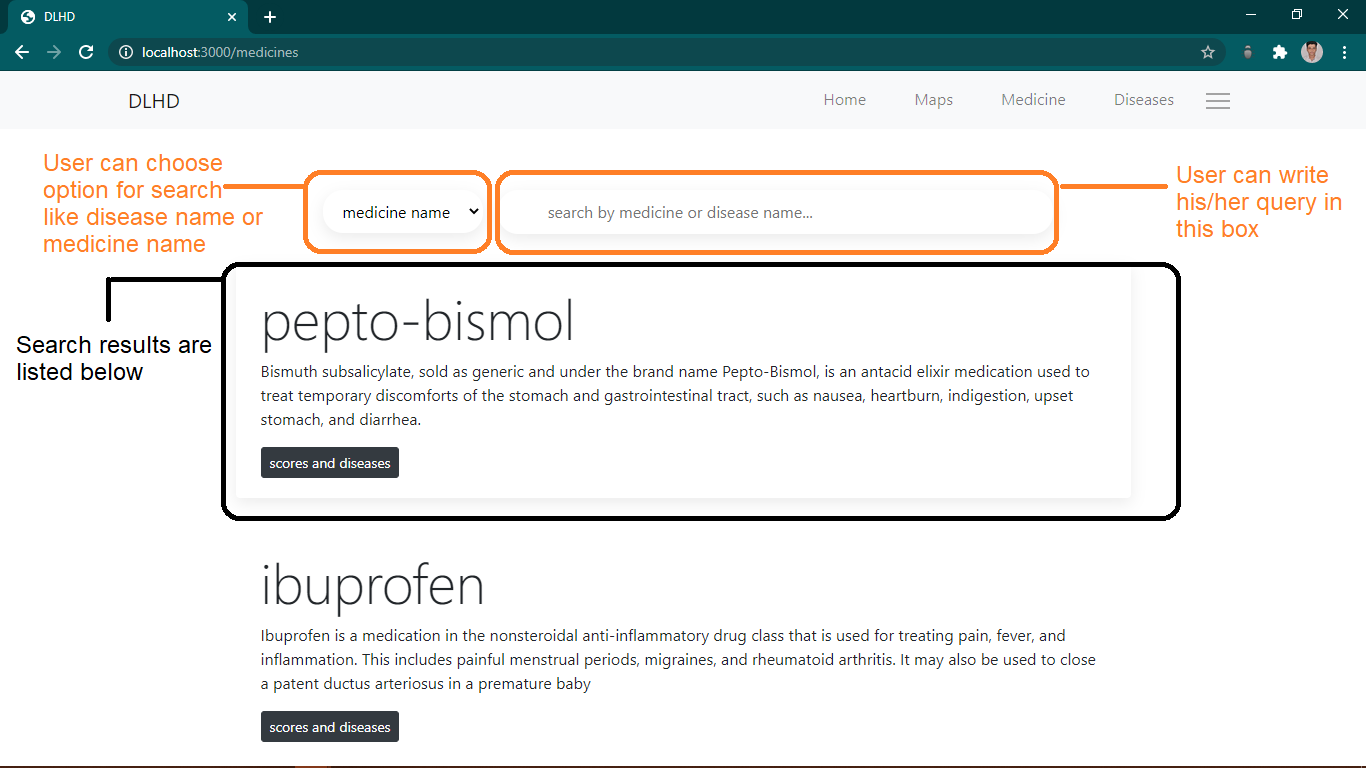 DLHD
localhost:3000/medicines
DLHD
Home Maps Medicine Diseases
User can choose
option for search
like disease name or
medicine name
medicine name
search by medicine or disease name...
User can write
his/her query in
this box
Search results are
listed below
pepto-bismol
Bismuth subsalicylate, sold as generic and under the brand name Pepto-Bismol, is an antacid elixir medication used to
treat temporary discomforts of the stomach and gastrointestinal tract, such as nausea, heartburn, indigestion, upset
stomach, and diarrhea.
scores and diseases
ibuprofen
Ibuprofen is a medication in the nonsteroidal anti-inflammatory drug class that is used for treating pain, fever, and
inflammation. This includes painful menstrual periods, migraines, and rheumatoid arthritis. It may also be used to close
a patent ductus arteriosus in a premature baby
scores and diseases